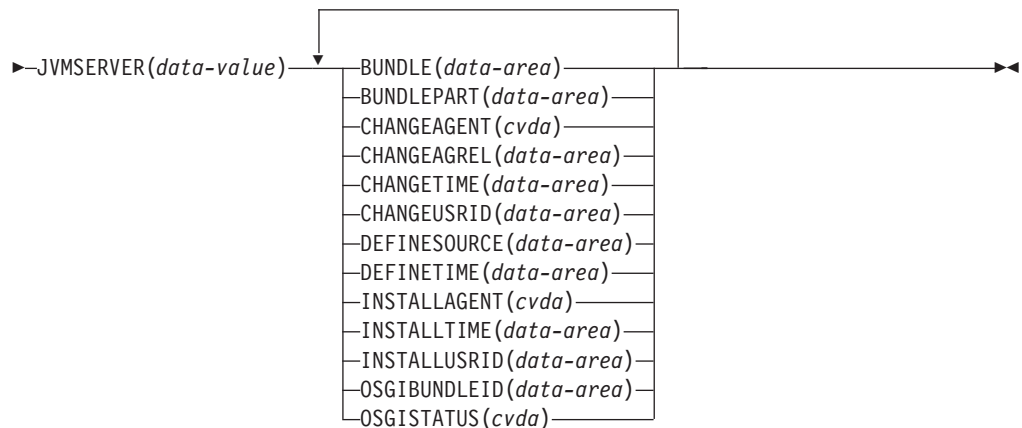 JVMSERVER(data-value) BUNDLE(data-area)
BUNDLEPART(data-area)
CHANGEAGENT(cvda)
CHANGEAGREL(data-area)
CHANGETIME(data-area)
CHANGEUSRID(data-area)
DEFINESOURCE(data-area)
DEFINETIME(data-area)
INSTALLAGENT(cvda)
INSTALLTIME(data-area)
INSTALLUSRID(data-area)
OSGIBUNDLEID(data-area)
OSGISTATUS(cvda)